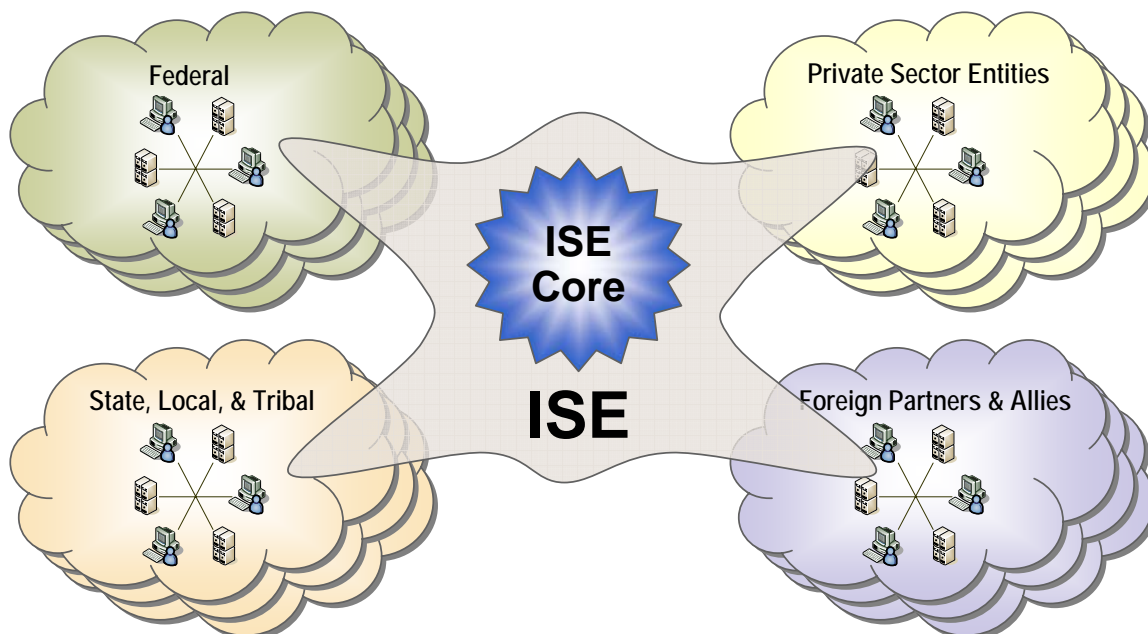 Federal
Private Sector Entities
ISE
Core
ISE
State, Local, & Tribal
Foreign Partners & Allies